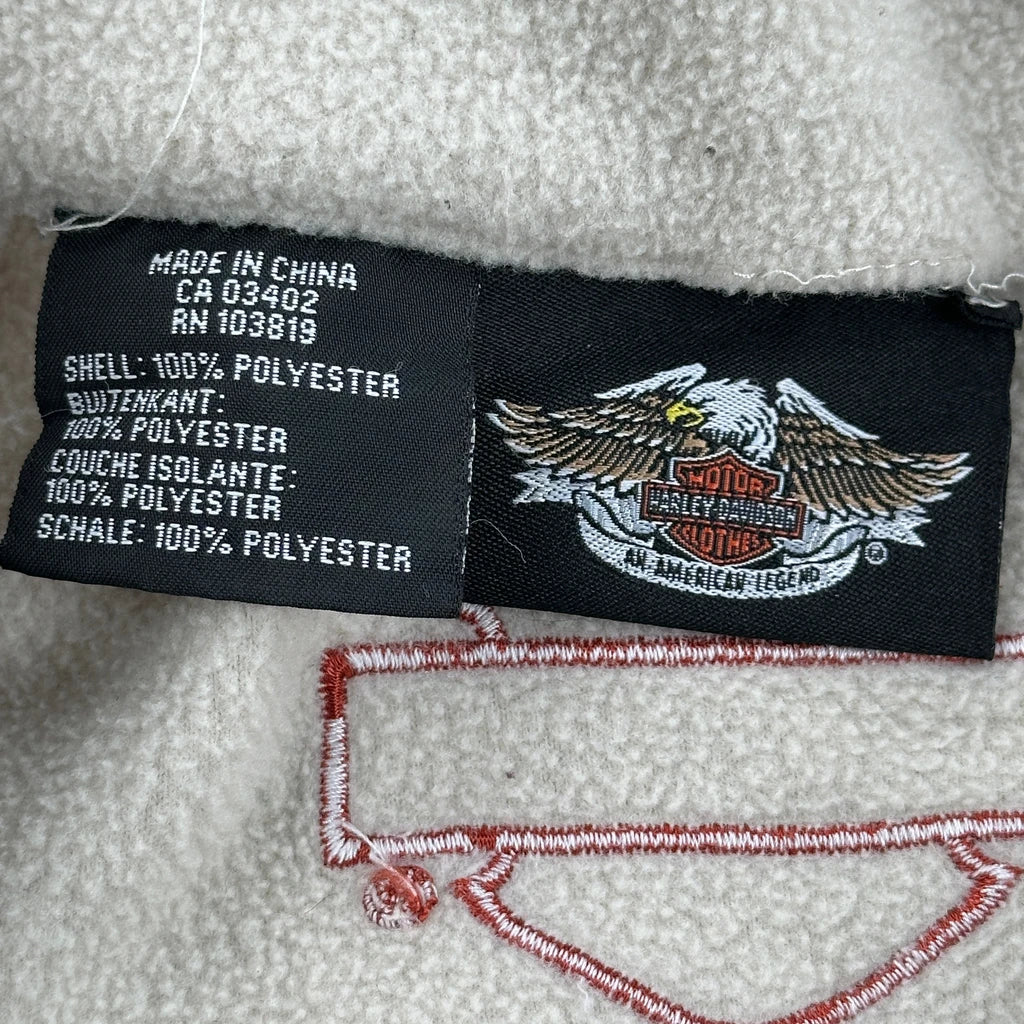 MADE IN CHINA
CA 03402
RN 103819
SHELL: 100% POLYESTER
BUITENKANT:
100% POLYESTER
COUCHE ISOLANTE:
100% POLYESTER
SCHALE: 100% POLYESTER
MOTOR
HARLEY-DAVIDSON
CLOTHES
AN AMERICAN LEGEND
®